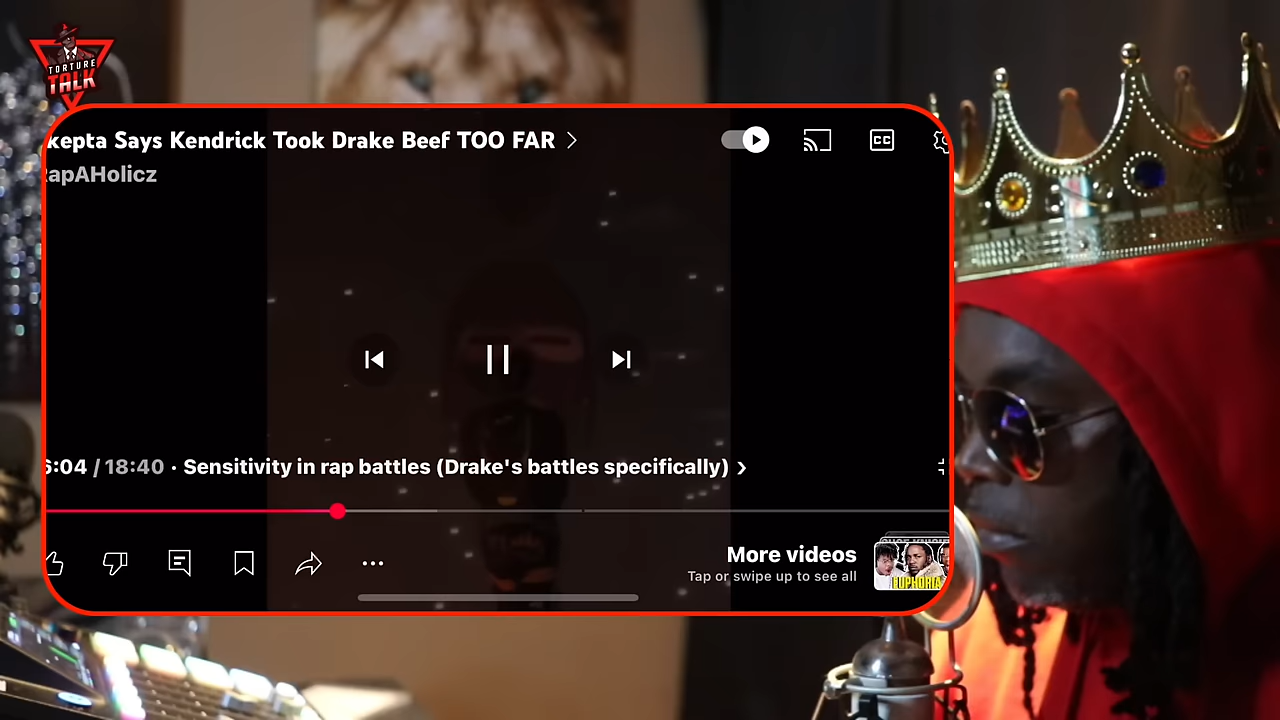 TORTURE
TALK
kepta Says Kendrick Took Drake Beef TOO FAR
RapAHolicz
CC
6:04 / 18:40 · Sensitivity in rap battles (Drake's battles specifically)
More videos
Tap or swipe up to see all
EUPHORIA